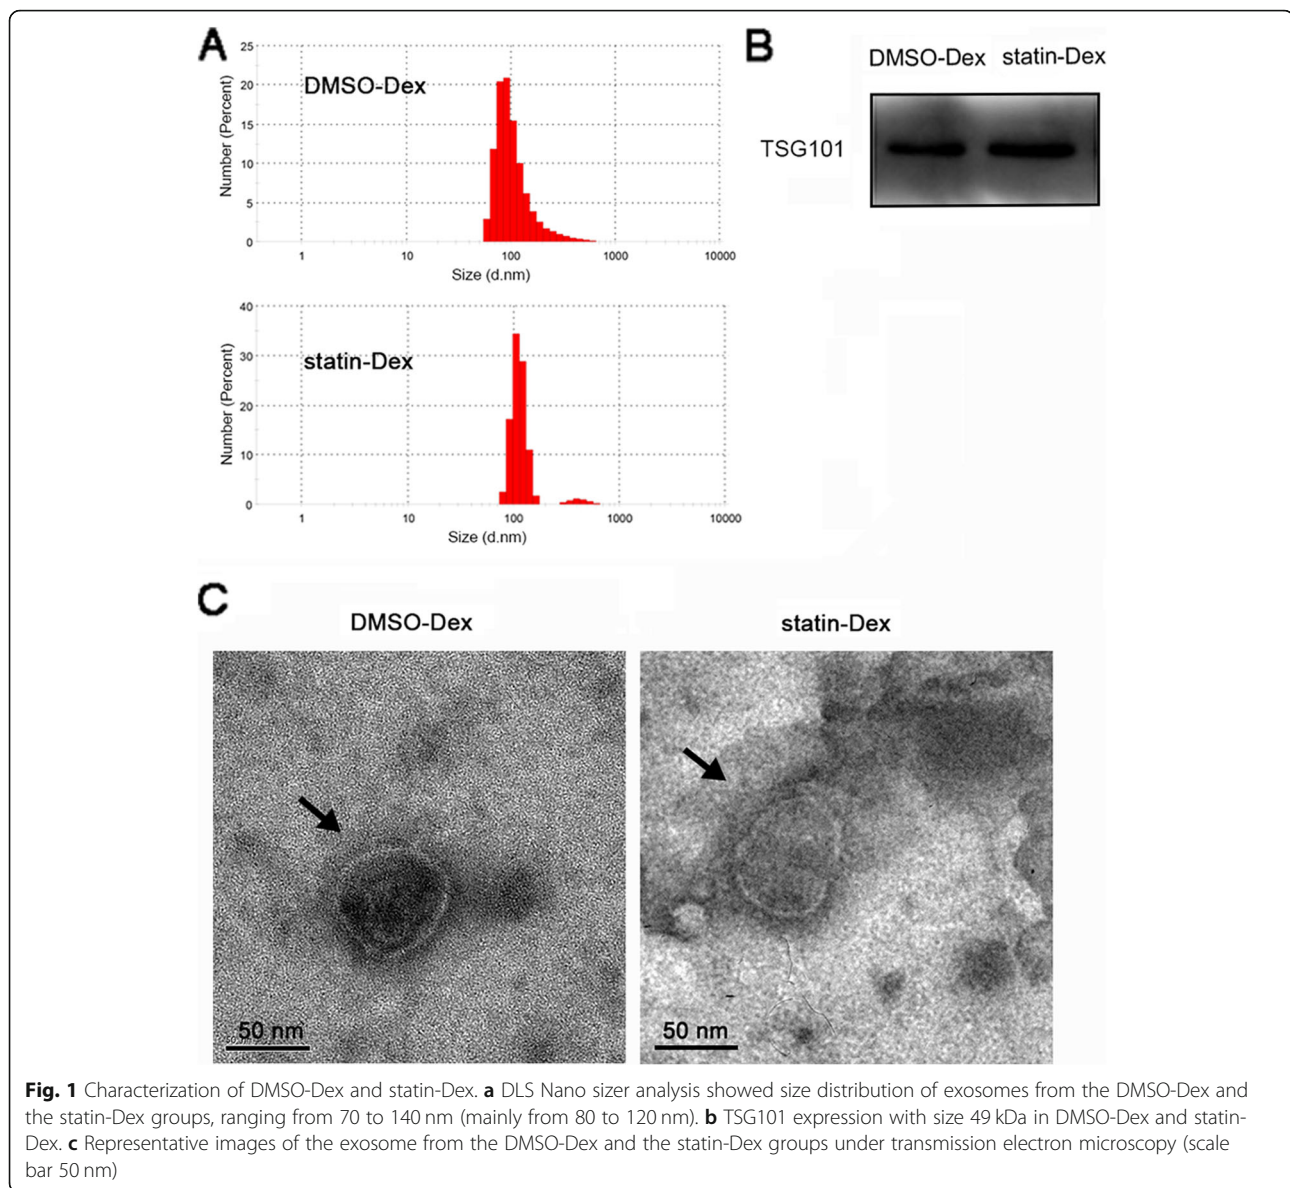 A
25
20
15
10
5
0
Number (Percent)
DMSO-Dex
1 10 100 1000 10000
Size (d.nm)
40
30
20
10
0
Number (Percent)
statin-Dex
1 10 100 1000 10000
Size (d.nm)
B
DMSO-Dex statin-Dex
TSG101
C
DMSO-Dex
50 nm
50 nm
statin-Dex
50 nm
Fig. 1 Characterization of DMSO-Dex and statin-Dex. a DLS Nano sizer analysis showed size distribution of exosomes from the DMSO-Dex and
the statin-Dex groups, ranging from 70 to 140 nm (mainly from 80 to 120 nm). b TSG101 expression with size 49 kDa in DMSO-Dex and statin-
Dex. c Representative images of the exosome from the DMSO-Dex and the statin-Dex groups under transmission electron microscopy (scale
bar 50 nm)